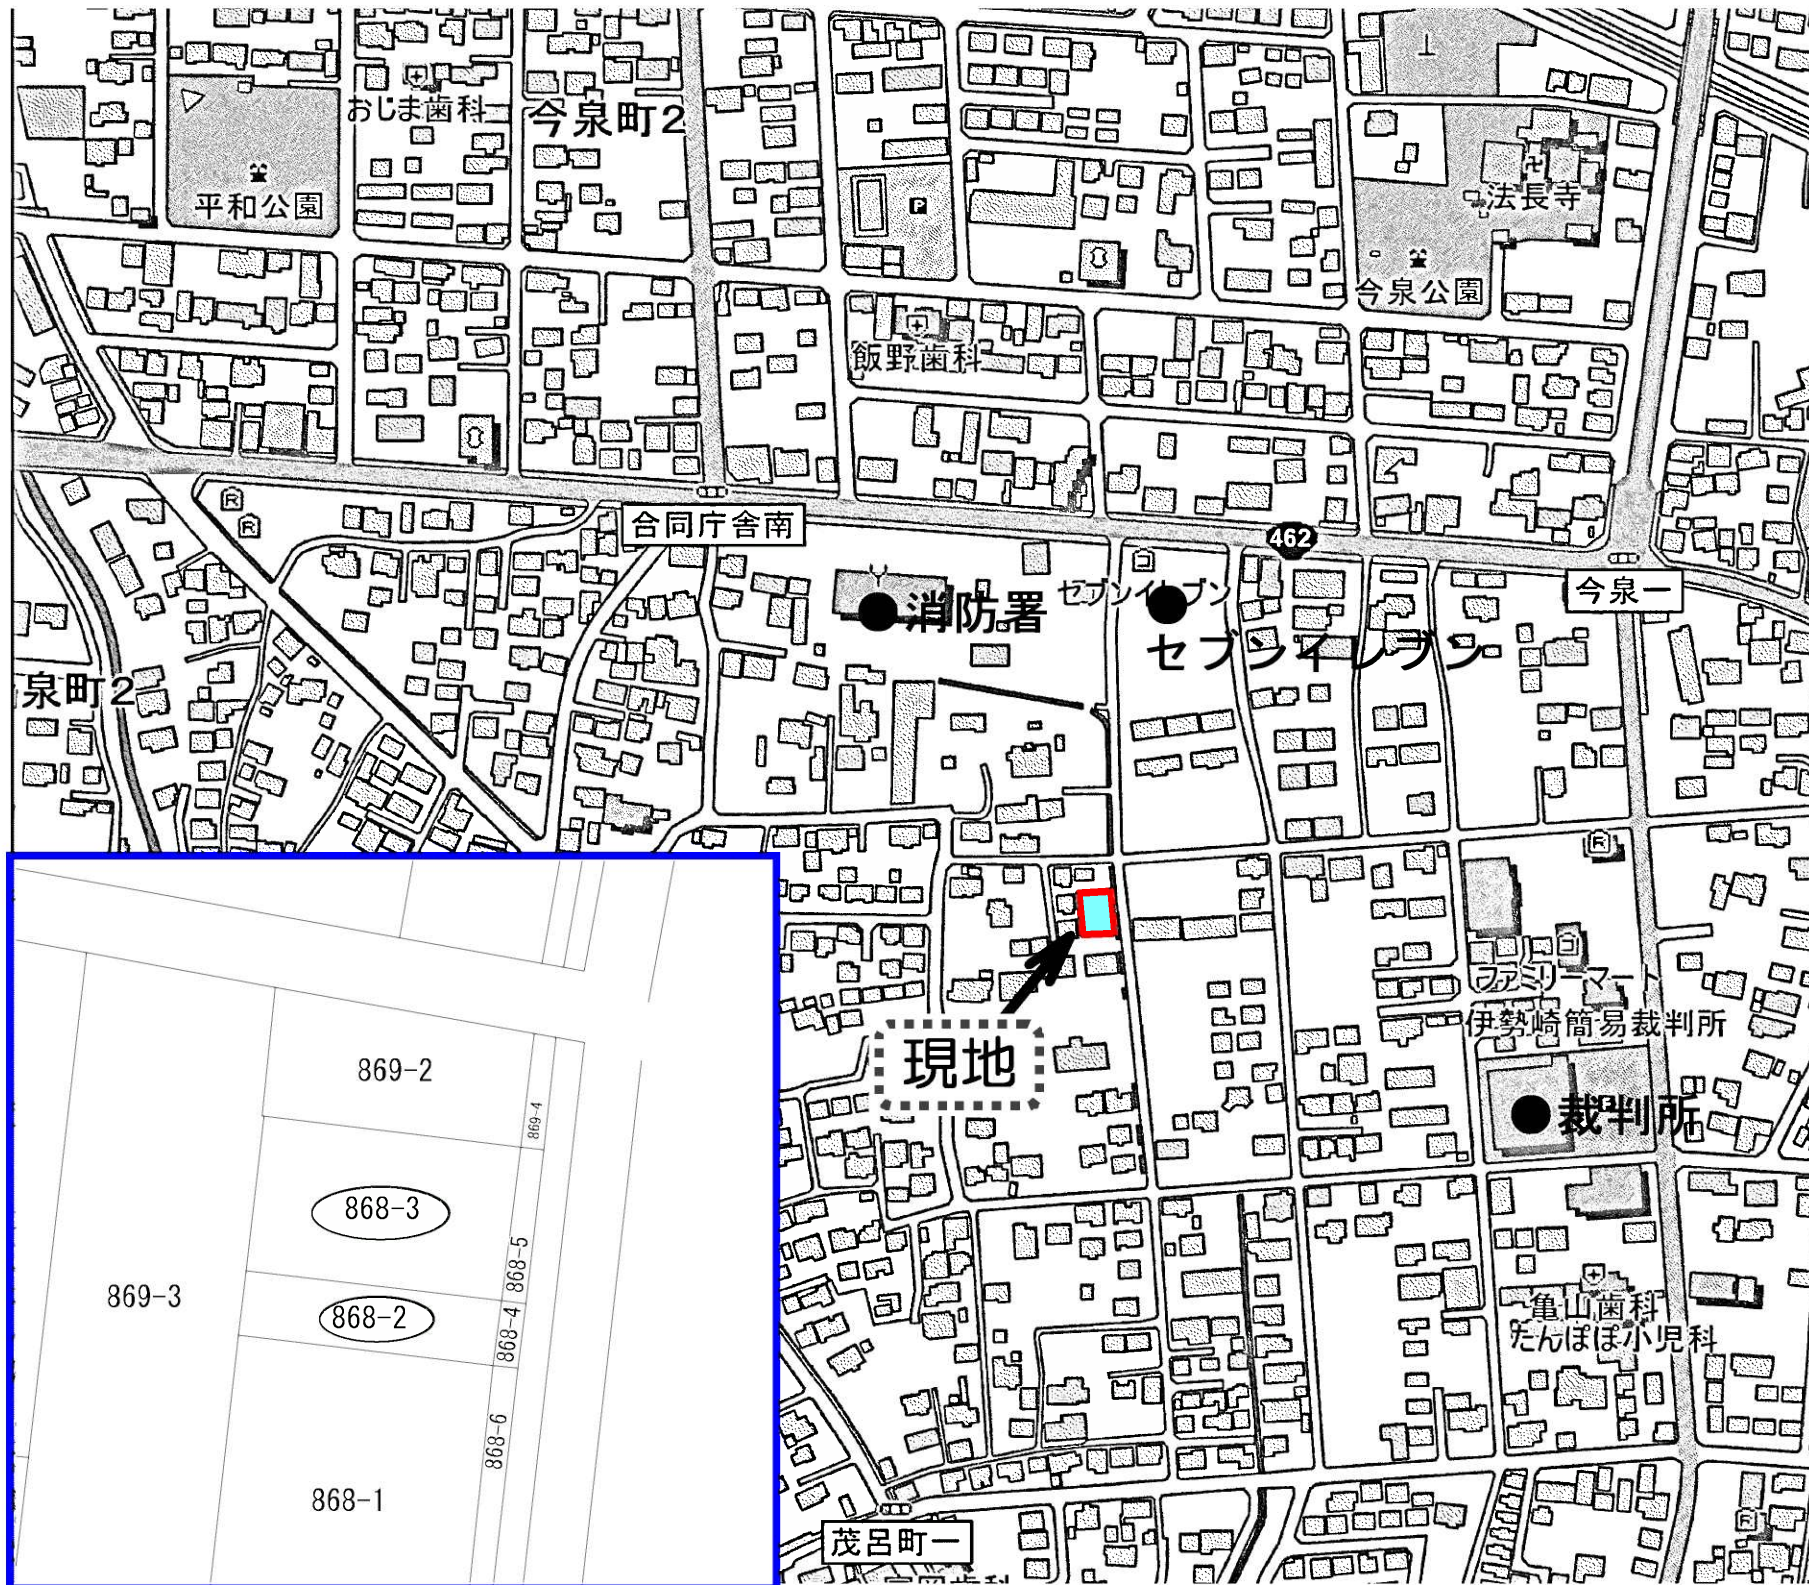 おじま歯科
今泉町2
平和公園
P
法長寺
今泉公園
飯野歯科
合同庁舎南
462
今泉一
セブンイレブン
消防署
セブンイレブン
泉町2
現地
ファミリーマート
伊勢崎簡易裁判所
裁判所
亀山歯科
たんぽぽ小児科
茂呂町一
869-2
869-4
868-3
868-5
869-3
868-2
868-4
868-6
868-1